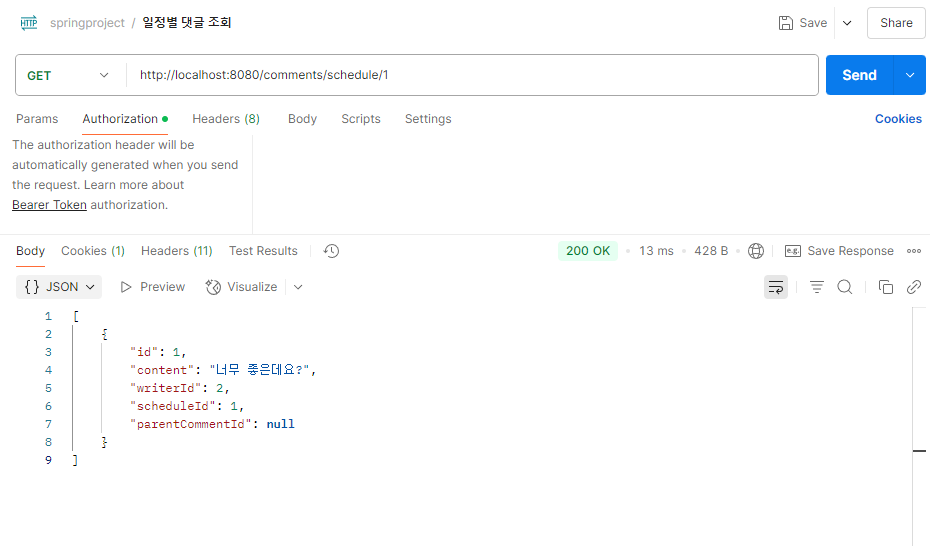 HTTP springproject / 일정별 댓글 조회 Save Share
GET http://localhost:8080/comments/schedule/1 Send
Params Authorization Headers (8) Body Scripts Settings Cookies
The authorization header will be
automatically generated when you send
the request. Learn more about
Bearer Token authorization.
Body Cookies (1) Headers (11) Test Results 200 OK 13 ms 428 B e.g. Save Response
{} JSON Preview Visualize
1 [
2 {
3 "id": 1,
4 "content": "너무 좋은데요?",
5 "writerId": 2,
6 "scheduleId": 1,
7 "parentCommentId": null
8 }
9 ]